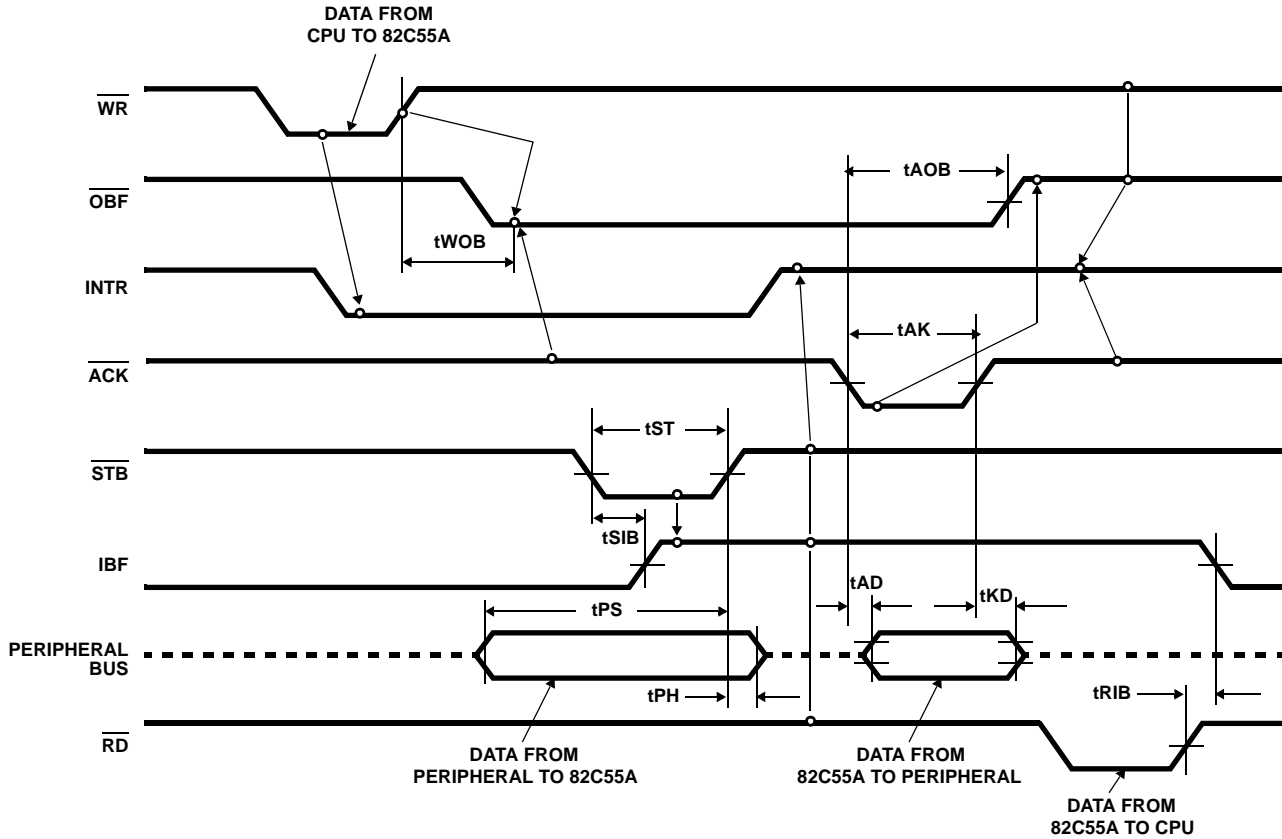 DATA FROM
CPU TO 82C55A
WR
OBF
tAOB
tWOB
INTR
tAK
ACK
tST
STB
tSIB
IBF
tAD
tKD
tPS
PERIPHERAL
BUS
tPH
tRIB
RD
DATA FROM
PERIPHERAL TO 82C55A
DATA FROM
82C55A TO PERIPHERAL
DATA FROM
82C55A TO CPU